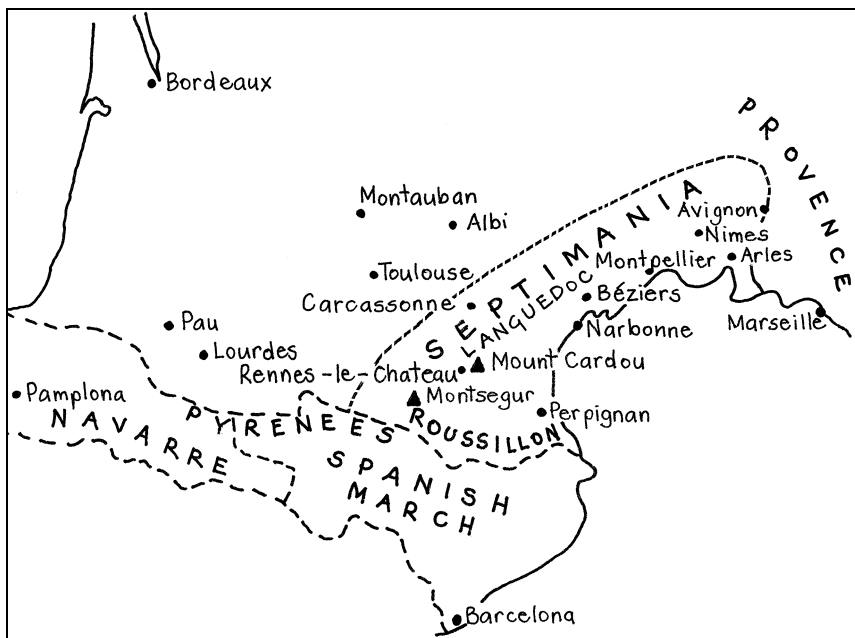 Bordeaux
PROVENCE
Montauban
Albi
SEPTIMANIA
Avignon
Nimes
Toulouse
Montpellier
Arles
LANGUEDOC
Carcassonne
Béziers
Pau
Narbonne
Marseille
Lourdes
Mount Cardou
Rennes-le-Chateau
Pamplona
Montsegur
NAVARRE
PYRENEES
ROUSSILLON
Perpignan
SPANISH
MARCH
Barcelona